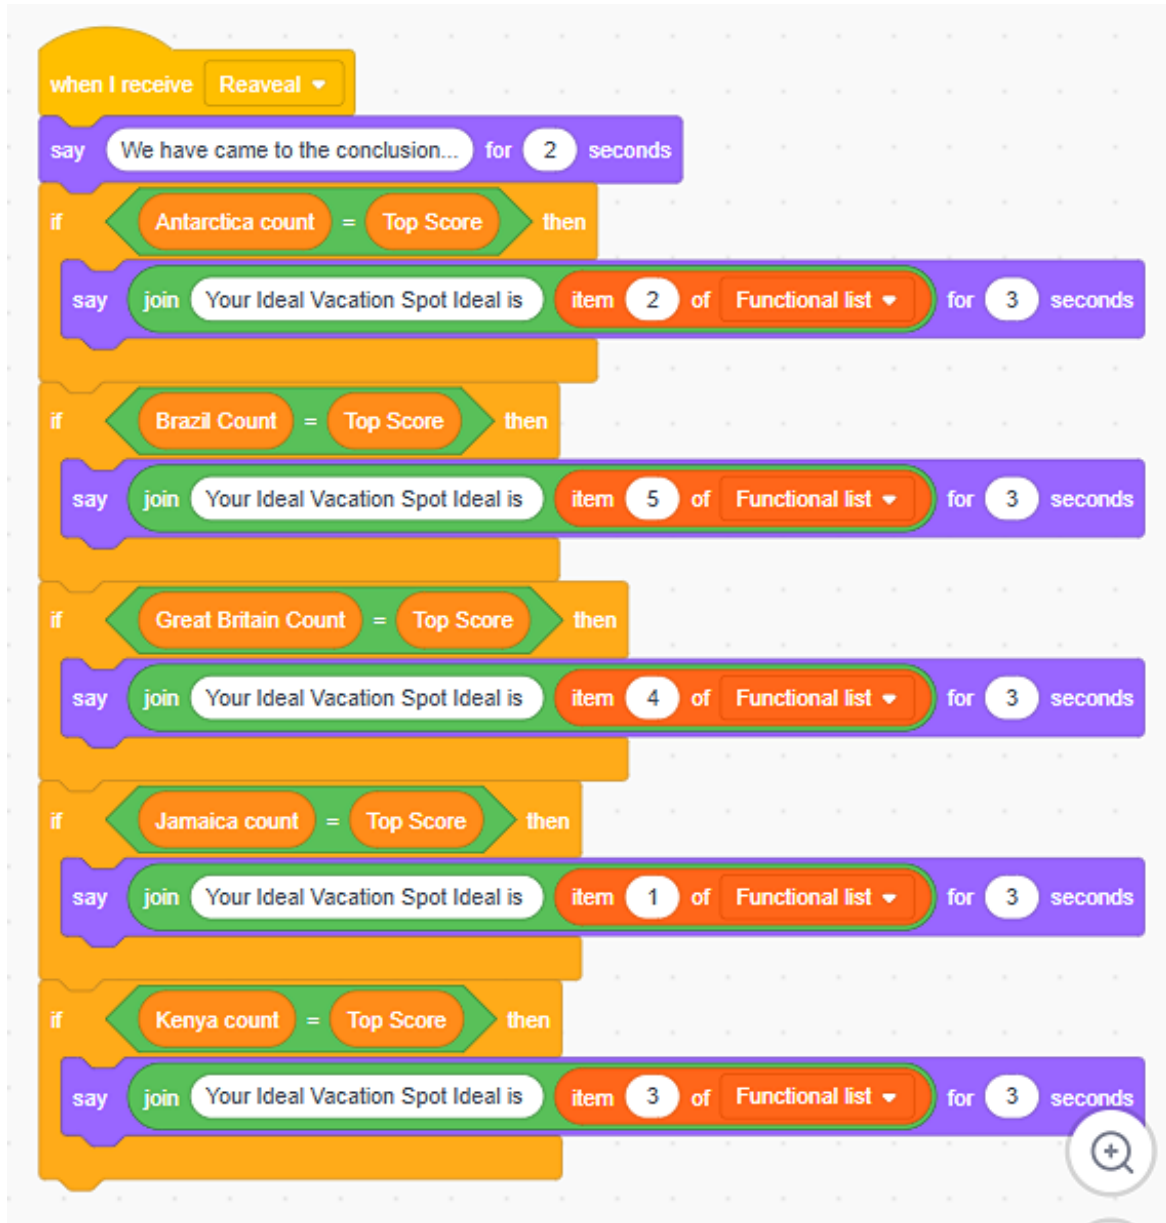 when I receive Reaveal
say We have came to the conclusion... for 2 seconds
if Antarctica count = Top Score then
say join Your Ideal Vacation Spot Ideal is item 2 of Functional list for 3 seconds
if Brazil Count = Top Score then
say join Your Ideal Vacation Spot Ideal is item 5 of Functional list for 3 seconds
if Great Britain Count = Top Score then
say join Your Ideal Vacation Spot Ideal is item 4 of Functional list for 3 seconds
if Jamaica count = Top Score then
say join Your Ideal Vacation Spot Ideal is item 1 of Functional list for 3 seconds
if Kenya count = Top Score then
say join Your Ideal Vacation Spot Ideal is item 3 of Functional list for 3 seconds